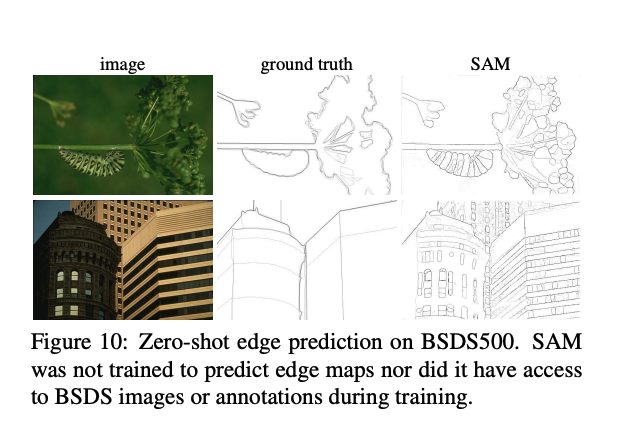 image ground truth SAM
Figure 10: Zero-shot edge prediction on BSDS500. SAM
was not trained to predict edge maps nor did it have access
to BSDS images or annotations during training.